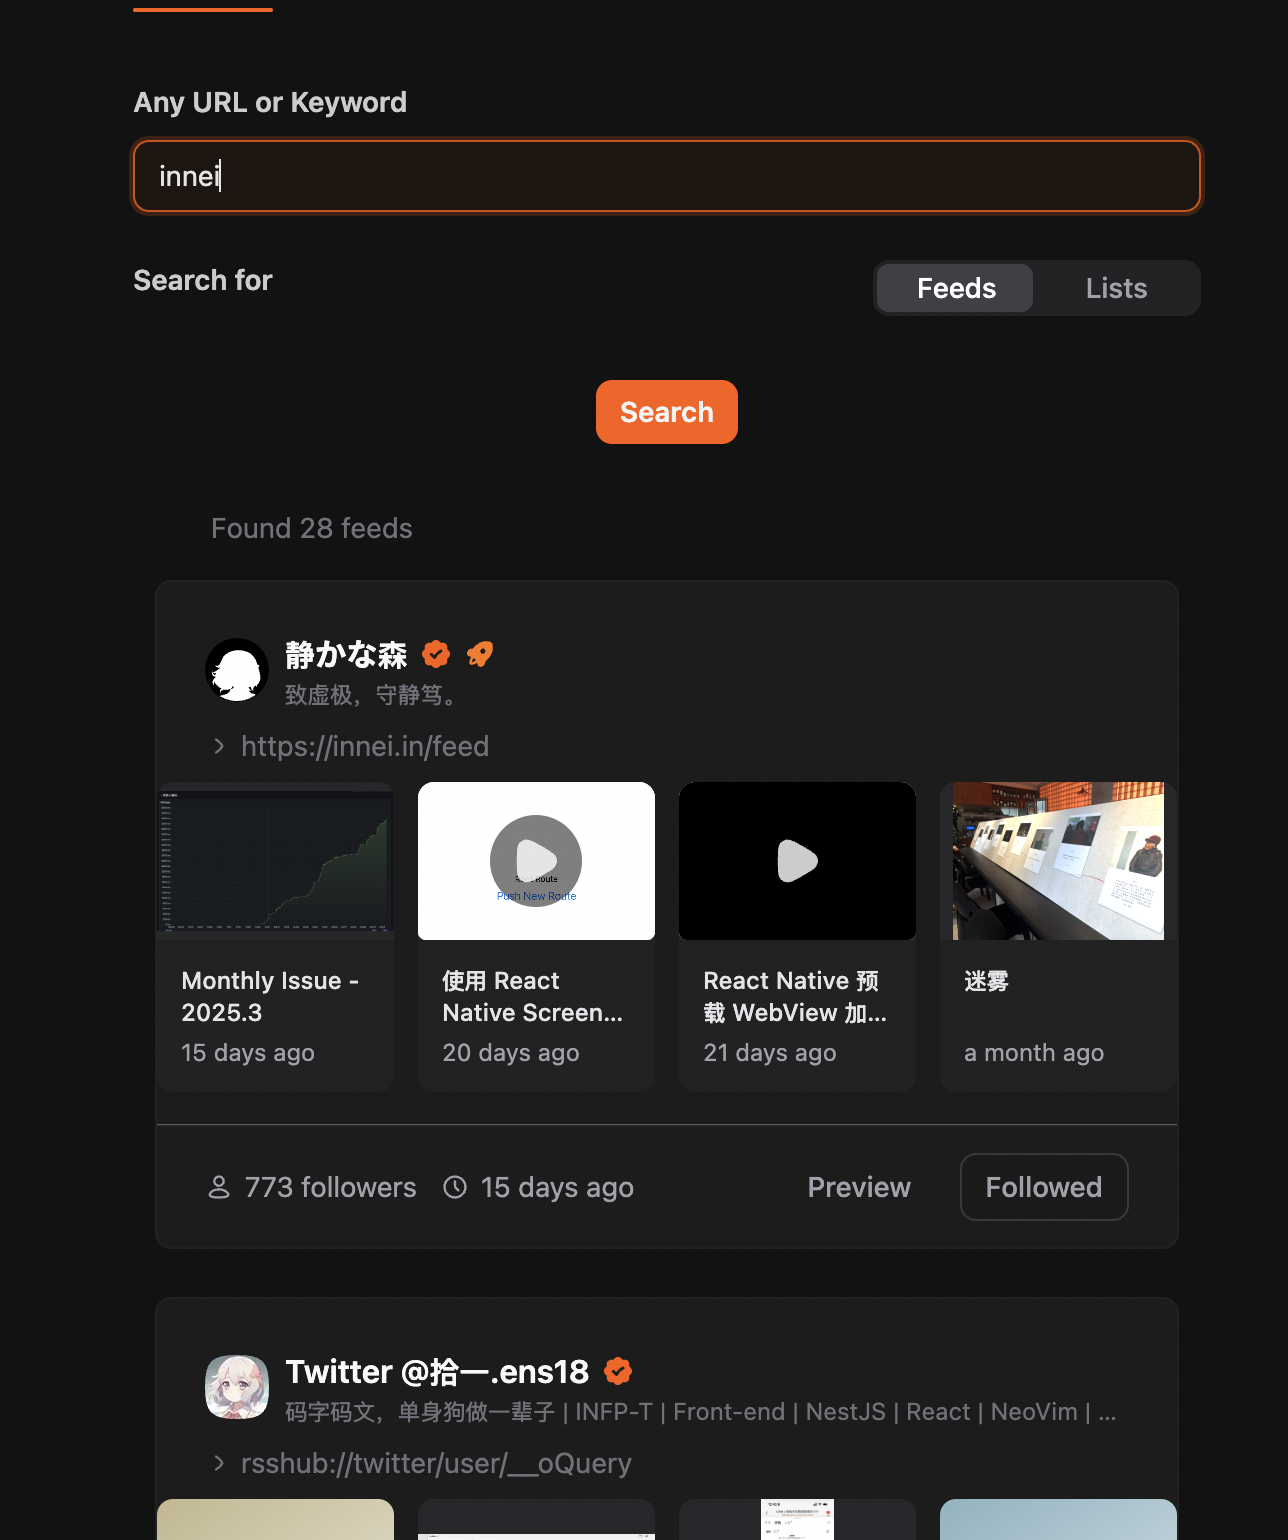 Any URL or Keyword
innei
Search for
Feeds
Lists
Search
Found 28 feeds
静かな森
致虚极，守静笃。
https://innei.in/feed
Push New Route
Monthly Issue -
2025.3
15 days ago
使用 React
Native Screen...
20 days ago
React Native 预
载 WebView 加...
21 days ago
迷雾
a month ago
773 followers
15 days ago
Preview
Followed
Twitter @拾一.ens18
码字码文，单身狗做一辈子 | INFP-T | Front-end | NestJS | React | NeoVim | ...
rsshub://twitter/user/__oQuery